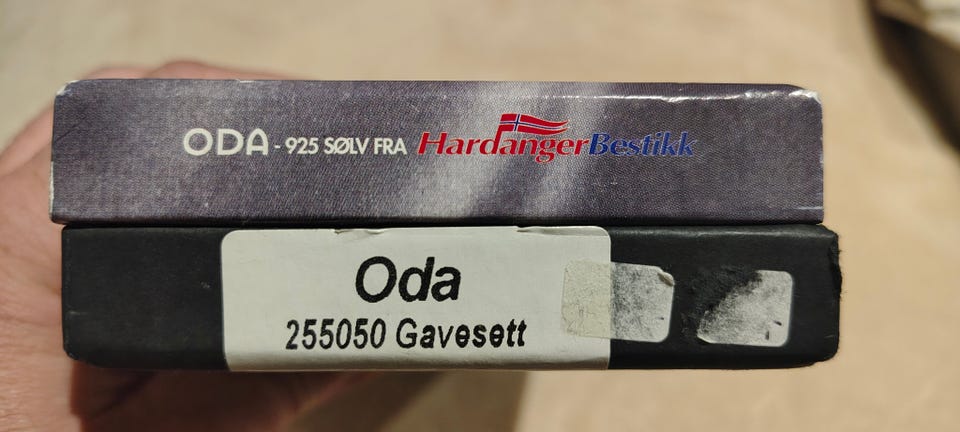 ODA - 925 SØLV FRA HardangerBestikk
Oda
255050 Gavesett